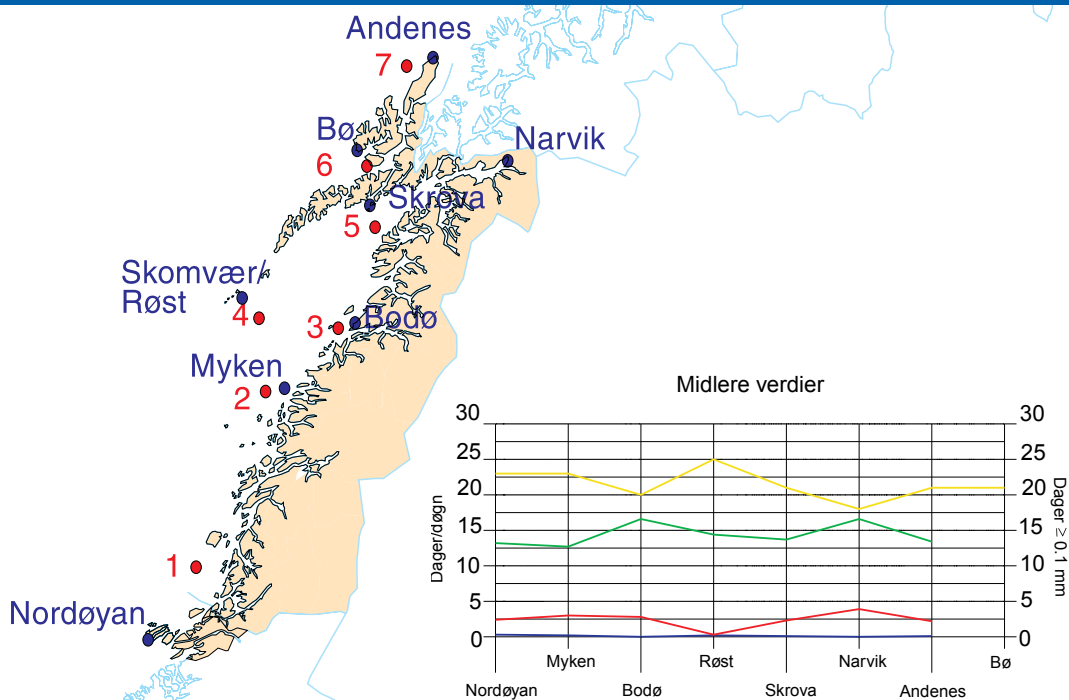 Andenes
7
Bø
Narvik
6
Skrova
5
Skomvær/
Røst
4
3
Bodø
Myken
2
1
Nordøyan
Midlere verdier
30
25
20
15
10
5
0
Dager/døgn
30
25
20
15
10
5
0
Dager ≥ 0.1 mm
Myken
Røst
Narvik
Bø
Nordøyan
Bodø
Skrova
Andenes